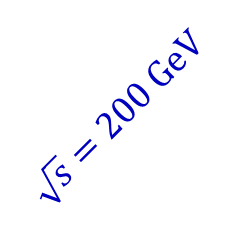 √s = 200 GeV